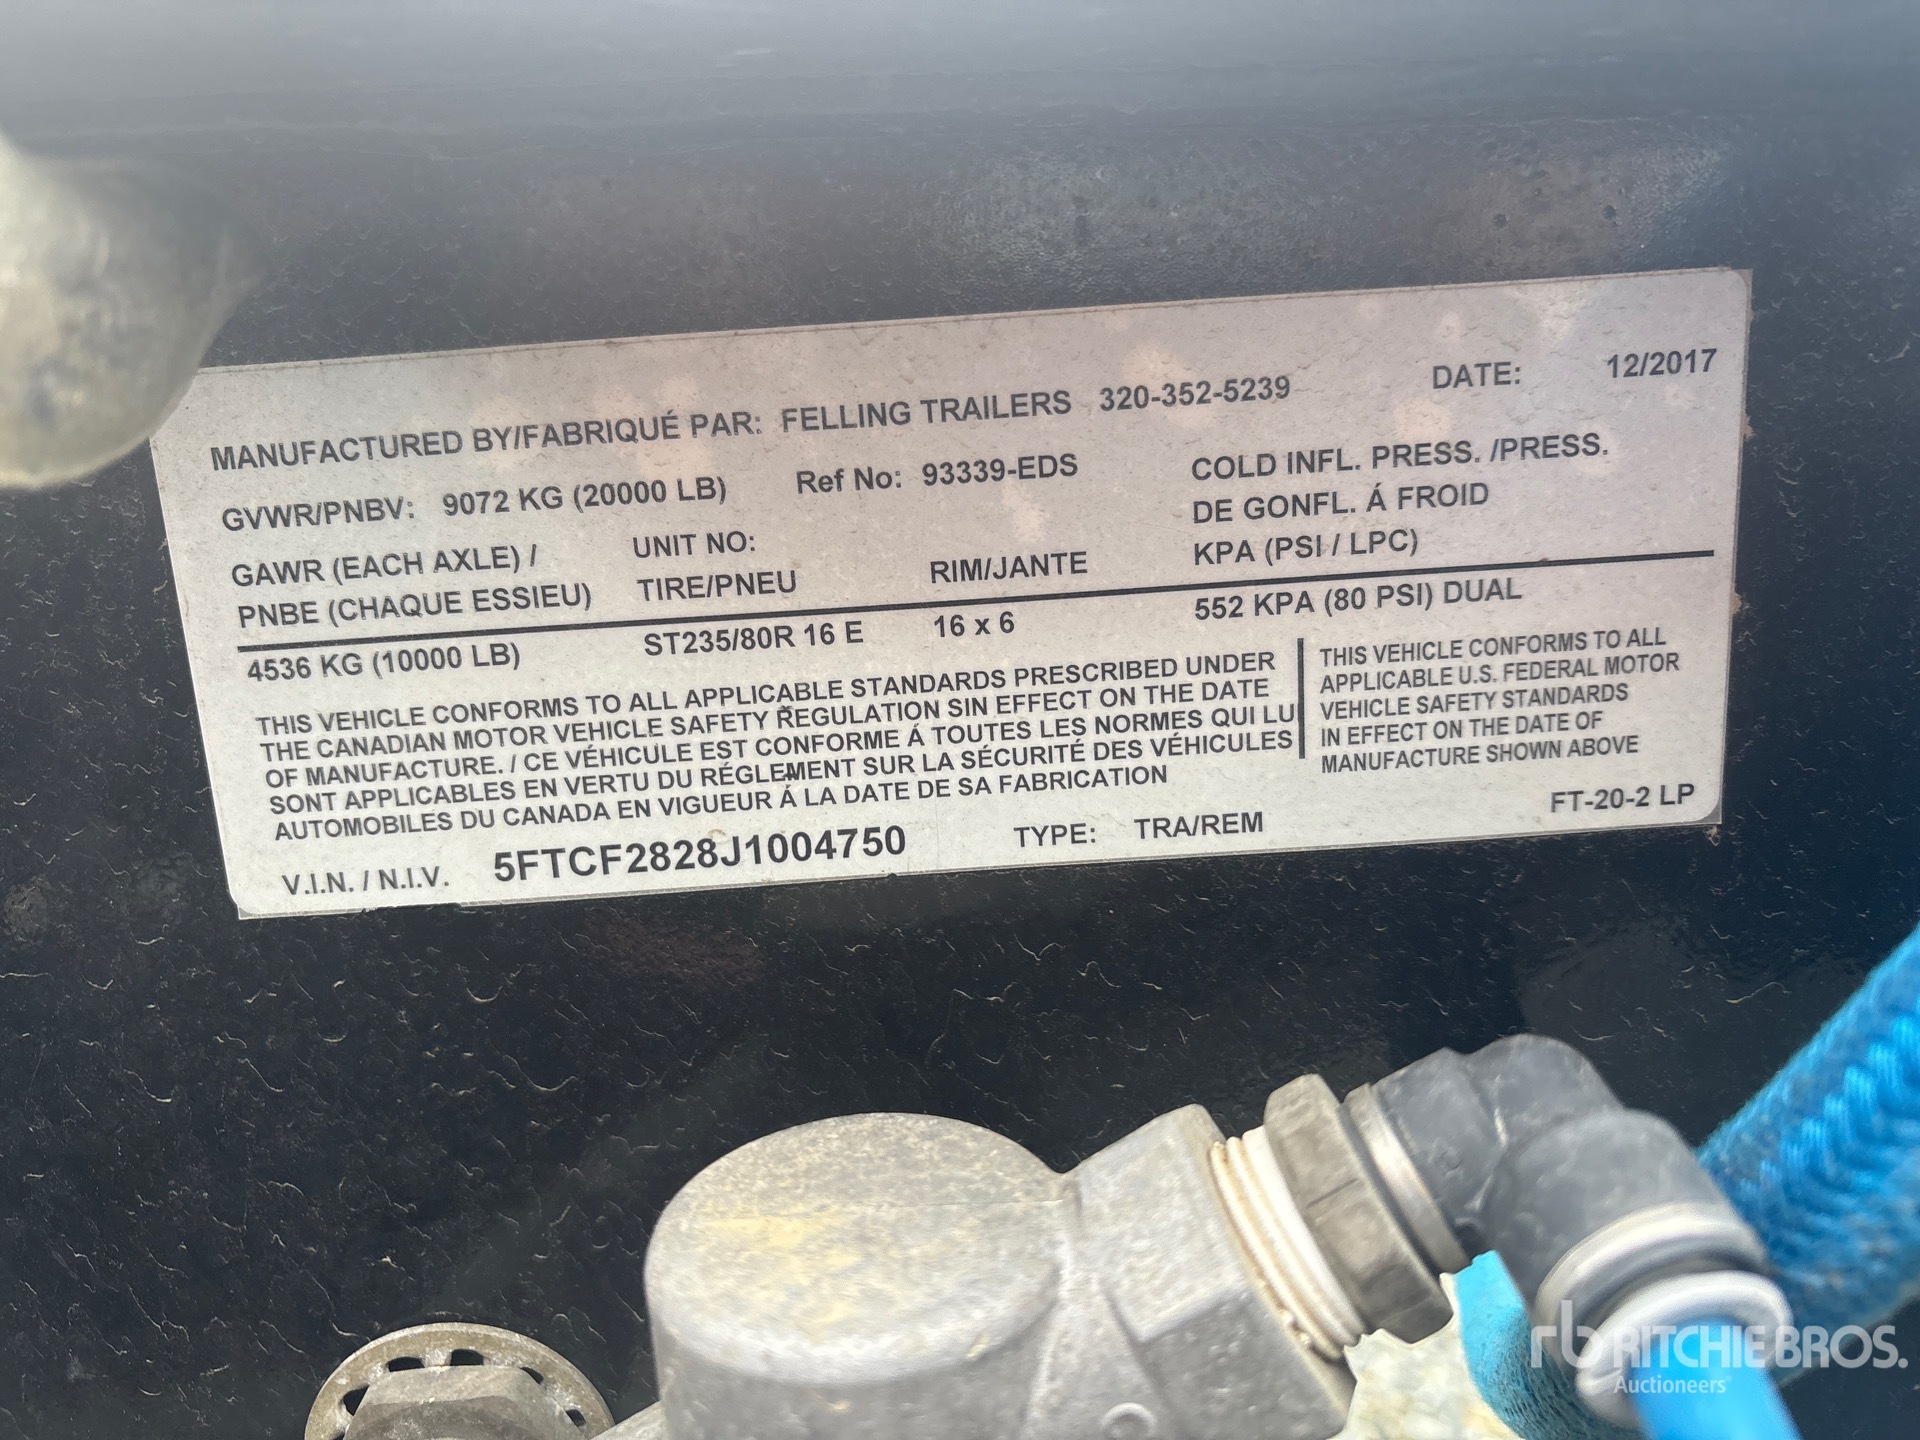 MANUFACTURED BY/FABRIQUÉ PAR: FELLING TRAILERS 320-352-5239 DATE: 12/2017
GVWR/PNBV: 9072 KG (20000 LB) Ref No: 93339-EDS
COLD INFL. PRESS. /PRESS.
DE GONFL. Á FROID
KPA (PSI / LPC)
GAWR (EACH AXLE) /
PNBE (CHAQUE ESSIEU)
UNIT NO:
TIRE/PNEU
RIM/JANTE
4536 KG (10000 LB) ST235/80R 16 E 16 x 6 552 KPA (80 PSI) DUAL
THIS VEHICLE CONFORMS TO ALL APPLICABLE STANDARDS PRESCRIBED UNDER
THE CANADIAN MOTOR VEHICLE SAFETY REGULATION SIN EFFECT ON THE DATE
OF MANUFACTURE. / CE VÉHICULE EST CONFORME Á TOUTES LES NORMES QUI LUI
SONT APPLICABLES EN VERTU DU RÉGLEMENT SUR LA SÉCURITÉ DES VÉHICULES
AUTOMOBILES DU CANADA EN VIGUEUR Á LA DATE DE SA FABRICATION
THIS VEHICLE CONFORMS TO ALL
APPLICABLE U.S. FEDERAL MOTOR
VEHICLE SAFETY STANDARDS
IN EFFECT ON THE DATE OF
MANUFACTURE SHOWN ABOVE
V.I.N. / N.I.V. 5FTCF2828J1004750 TYPE: TRA/REM FT-20-2 LP
rb RITCHIE BROS.
Auctioneers